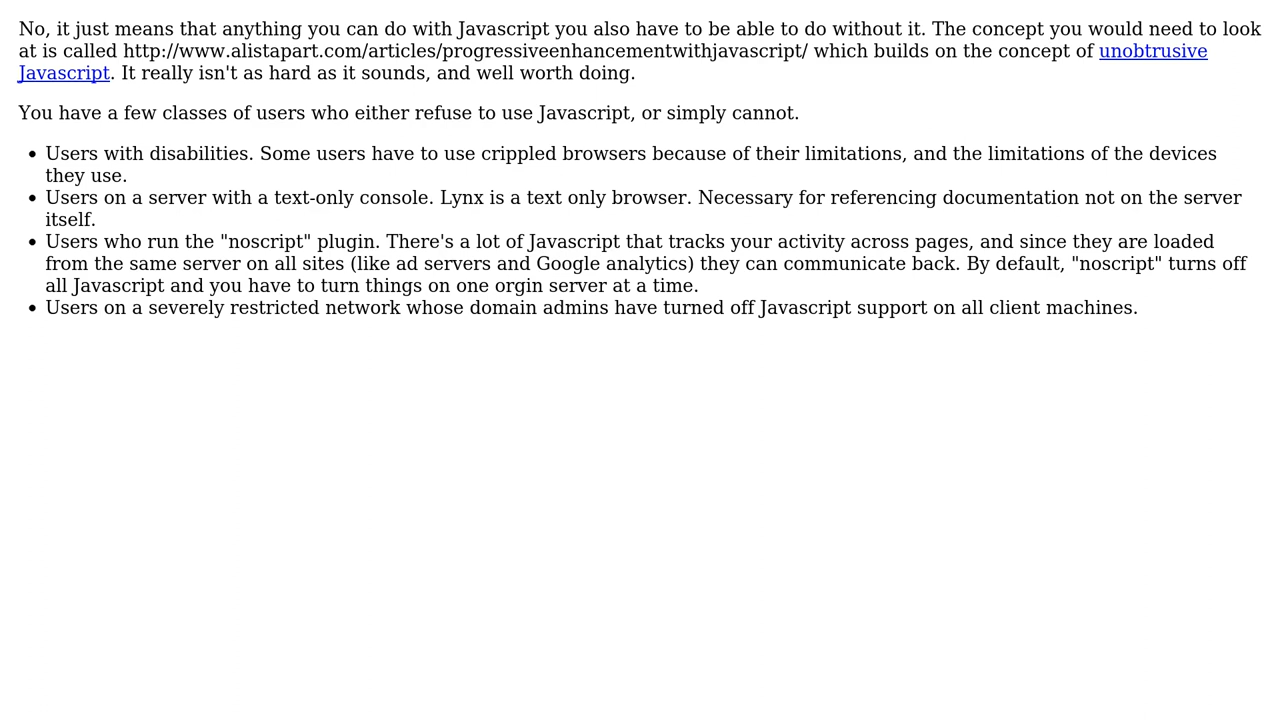 No, it just means that anything you can do with Javascript you also have to be able to do without it. The concept you would need to look
at is called http://www.alistapart.com/articles/progressiveenhancementwithjavascript/ which builds on the concept of unobtrusive
Javascript. It really isn't as hard as it sounds, and well worth doing.
You have a few classes of users who either refuse to use Javascript, or simply cannot.
• Users with disabilities. Some users have to use crippled browsers because of their limitations, and the limitations of the devices
they use.
• Users on a server with a text-only console. Lynx is a text only browser. Necessary for referencing documentation not on the server
itself.
• Users who run the "noscript" plugin. There's a lot of Javascript that tracks your activity across pages, and since they are loaded
from the same server on all sites (like ad servers and Google analytics) they can communicate back. By default, "noscript" turns off
all Javascript and you have to turn things on one orgin server at a time.
• Users on a severely restricted network whose domain admins have turned off Javascript support on all client machines.